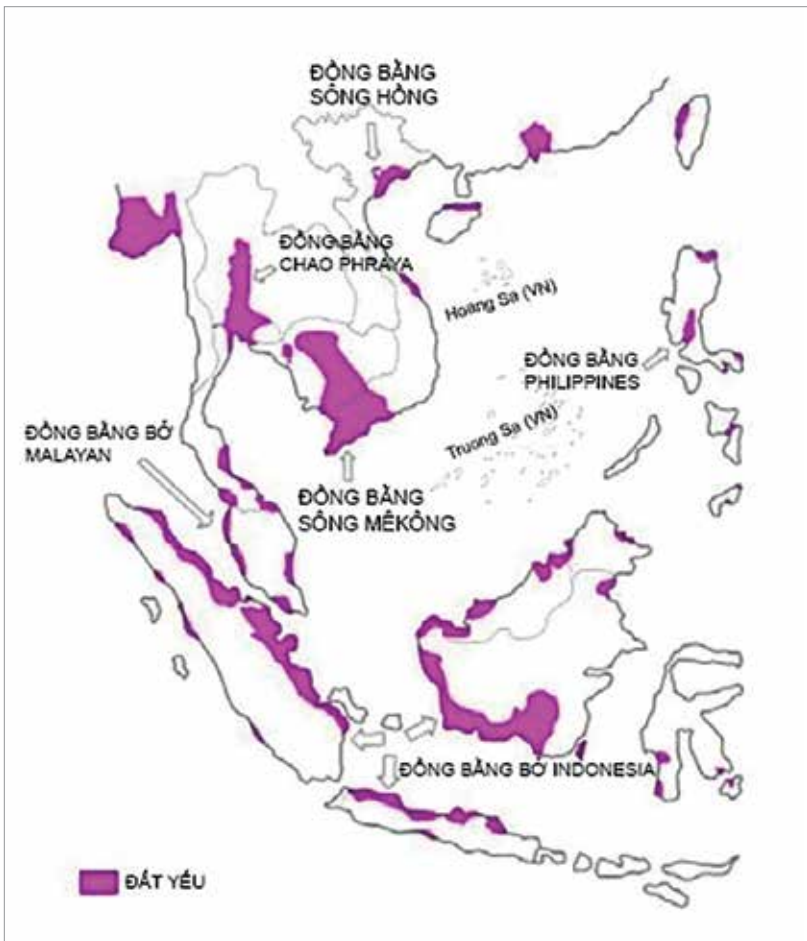 ĐỒNG BẰNG
SÔNG HỒNG
ĐỒNG BẰNG
CHAO PHRAYA
Hoàng Sa (VN)
ĐỒNG BẰNG
PHILIPPINES
Truong Sa (VN)
ĐỒNG BẰNG BỜ
MALAYAN
ĐỒNG BẰNG
SÔNG MÊKÔNG
ĐỒNG BẰNG BỜ INDONESIA
ĐẤT YẾU